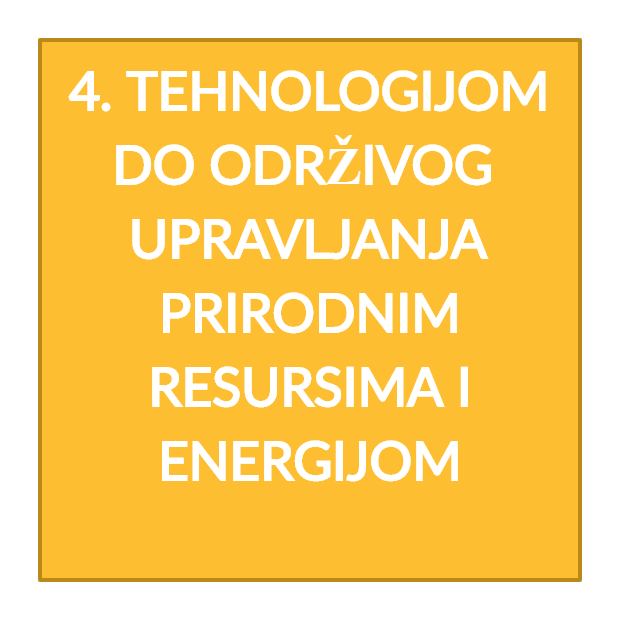 4. TEHNOLOGIJOM
DO ODRŽIVOG
UPRAVLJANJA
PRIRODNIM
RESURSIMA I
ENERGIJOM